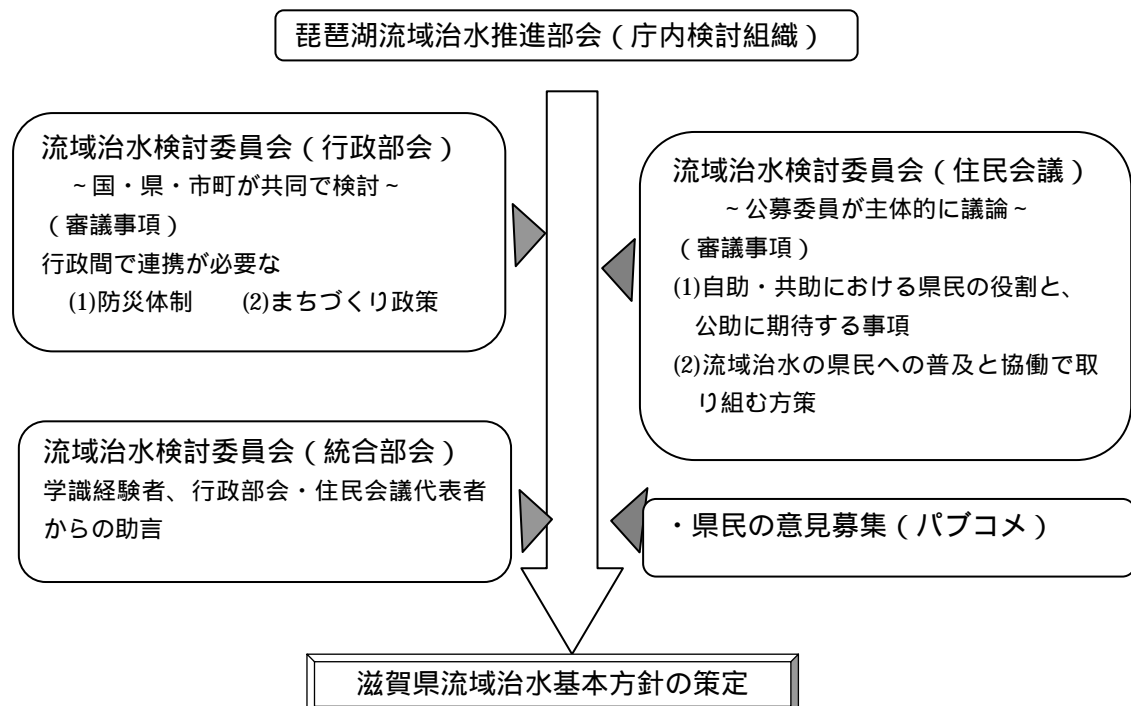 琵琶湖流域治水推進部会(庁内検討組織)
流域治水検討委員会(行政部会)
~国・県・市町が共同で検討~
(審議事項)
行政間で連携が必要な
(1)防災体制 (2)まちづくり政策
流域治水検討委員会(住民会議)
~公募委員が主体的に議論~
(審議事項)
(1)自助・共助における県民の役割と、
公助に期待する事項
(2)流域治水の県民への普及と協働で取
り組む方策
流域治水検討委員会(統合部会)
学識経験者、行政部会・住民会議代表者
からの助言
・県民の意見募集(パブコメ)
滋賀県流域治水基本方針の策定